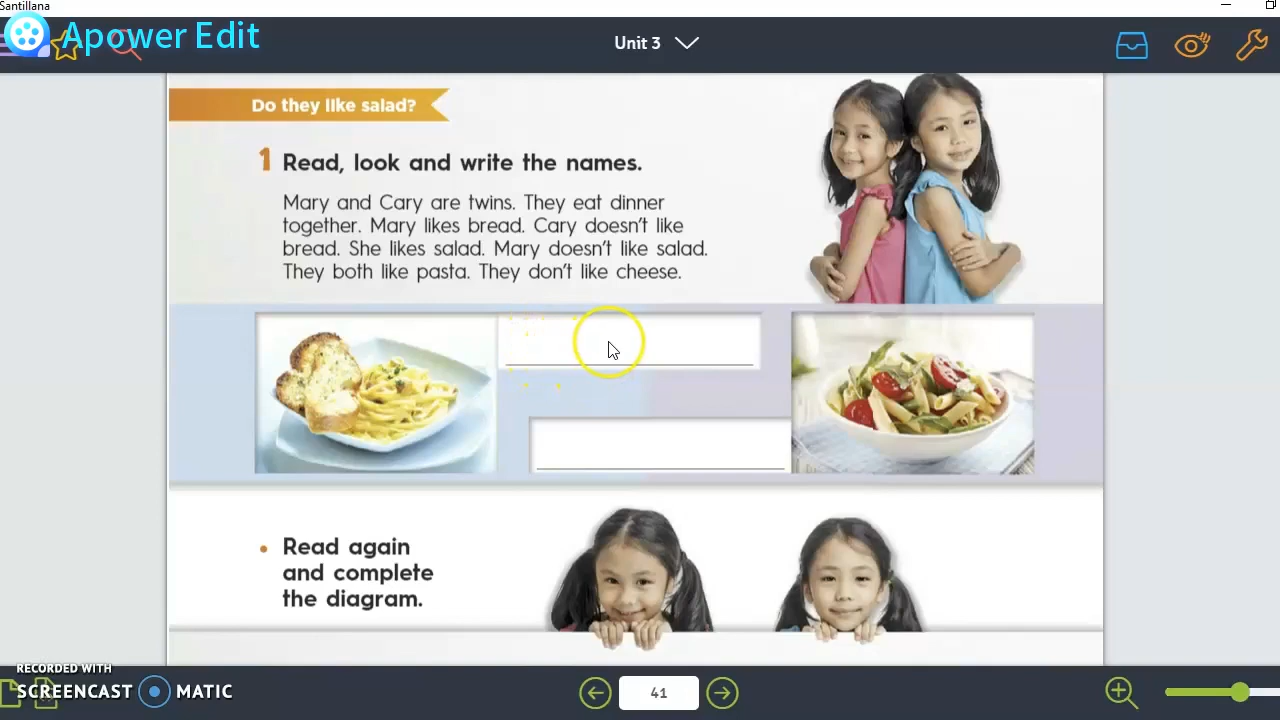 Santillana
Apower Edit
Unit 3
Do they like salad?
1 Read, look and write the names.
Mary and Cary are twins. They eat dinner
together. Mary likes bread. Cary doesn't like
bread. She likes salad. Mary doesn't like salad.
They both like pasta. They don't like cheese.
• Read again
and complete
the diagram.
RECORDED WITH
SCREENCAST MATIC
41